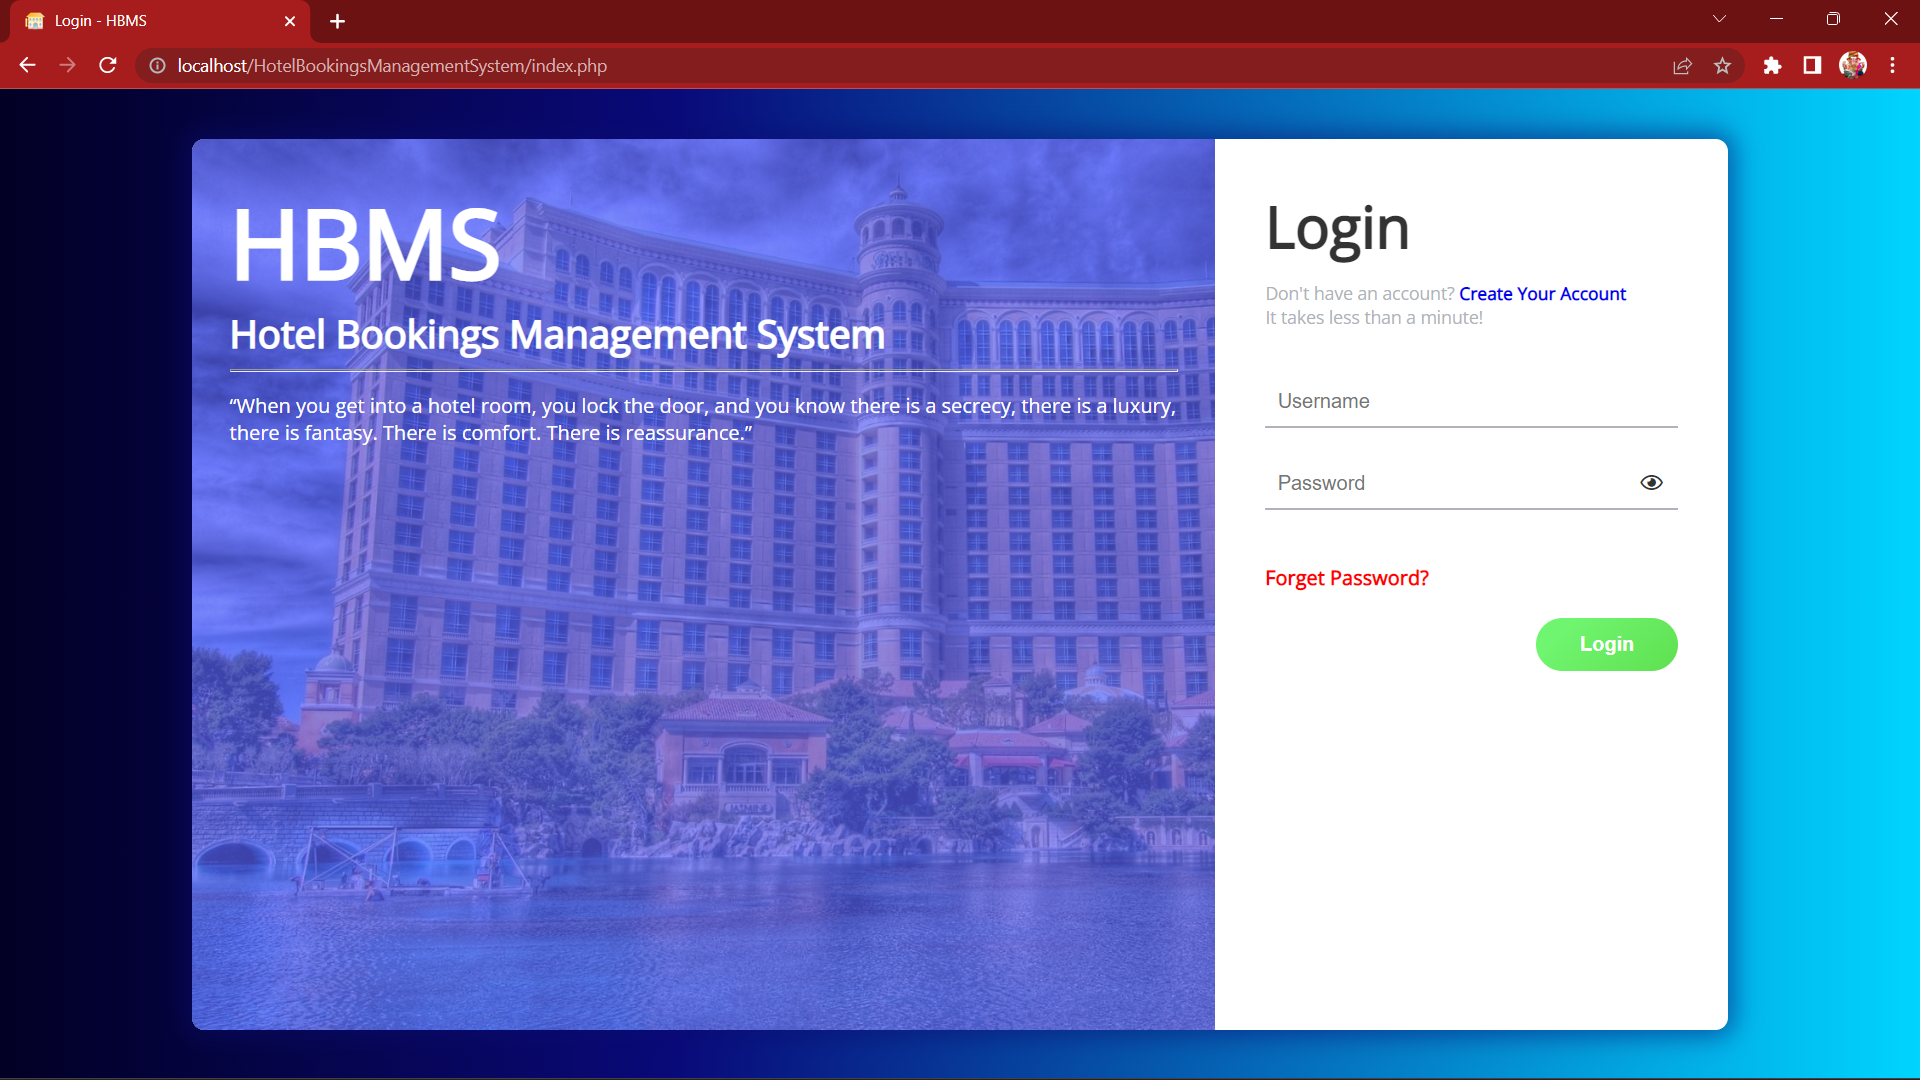 Login - HBMS
localhost/HotelBookingsManagementSystem/index.php
HBMS
Hotel Bookings Management System
“When you get into a hotel room, you lock the door, and you know there is a secrecy, there is a luxury,
there is fantasy. There is comfort. There is reassurance.”
Login
Don't have an account? Create Your Account
It takes less than a minute!
Username
Password
Forget Password?
Login